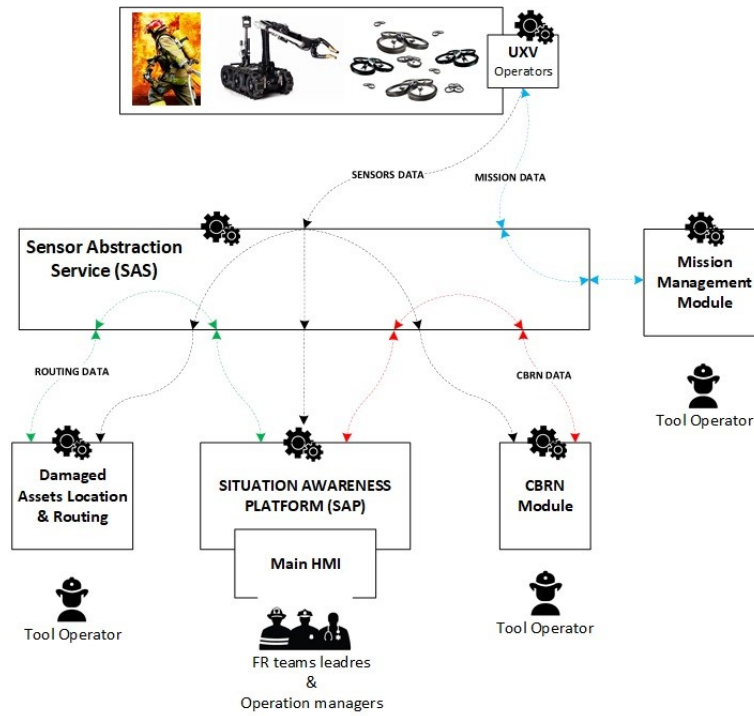 UXV
Operators
SENSORS DATA
MISSION DATA
Sensor Abstraction
Service (SAS)
Mission
Management
Module
ROUTING DATA
CBRN DATA
Tool Operator
Damaged
Assets Location
& Routing
SITUATION AWARENESS
PLATFORM (SAP)
CBRN
Module
Main HMI
Tool Operator
Tool Operator
FR teams leadres
&
Operation managers